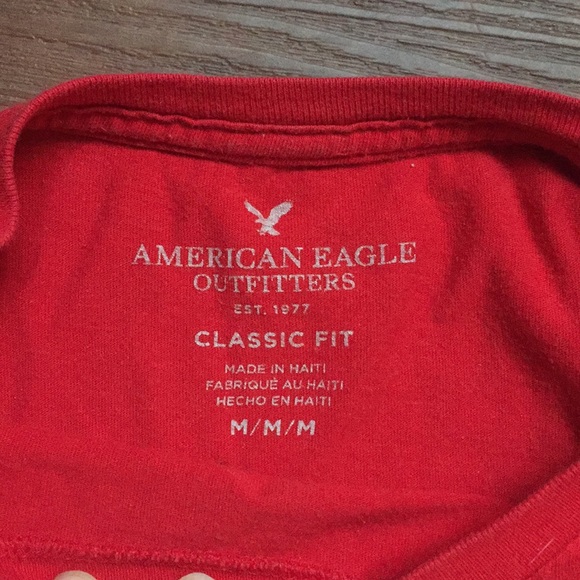 AMERICAN EAGLE
OUTFITTERS
EST. 1977
CLASSIC FIT
MADE IN HAITI
FABRIQUÉ AU HAITI
HECHO EN HAITI
M/M/M